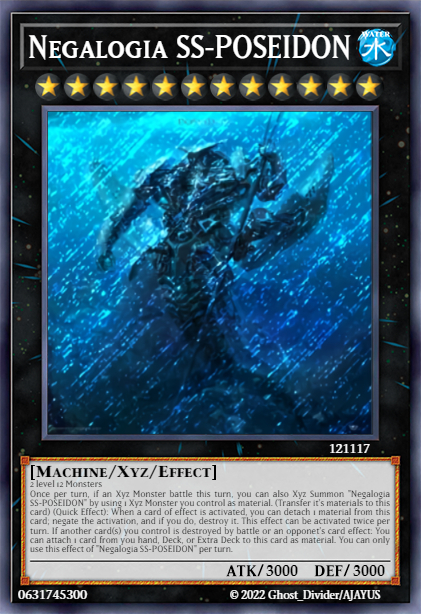 Negalogia SS-POSEIDON
WATER
水
121117
[Machine/Xyz/Effect]
2 level 12 Monsters
Once per turn, if an Xyz Monster battle this turn, you can also Xyz Summon "Negalogia
SS-POSEIDON" by using 1 Xyz Monster you control as material. (Transfer it's materials to this
card) (Quick Effect): When a card of effect is activated, you can detach 1 material from this
card; negate the activation, and if you do, destroy it. This effect can be activated twice per
turn. If another card(s) you control is destroyed by battle or an opponet's card effect: You
can attach 1 card from you hand, Deck, or Extra Deck to this card as material. You can only
use this effect of "Negalogia SS-POSEIDON" per turn.
ATK/3000 DEF/3000
0631745300
© 2022 Ghost_Divider/AJAYUS